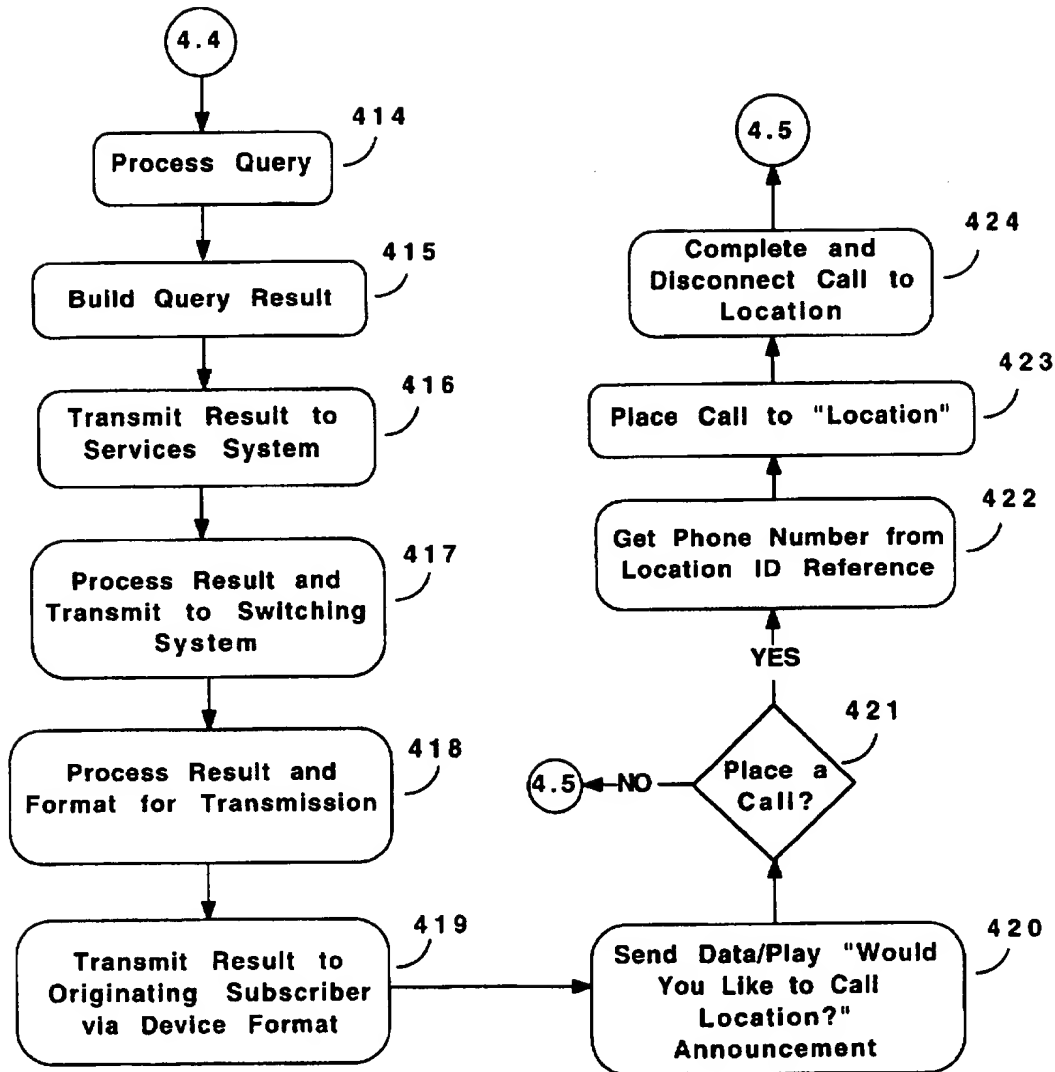 4.4
414
Process Query
415
Build Query Result
416
Transmit Result to
Services System
417
Process Result and
Transmit to Switching
System
418
Process Result and
Format for Transmission
419
Transmit Result to
Originating Subscriber
via Device Format
420
Send Data/Play "Would
You Like to Call
Location?"
Announcement
421
Place a
Call?
NO
4.5
YES
422
Get Phone Number from
Location ID Reference
423
Place Call to "Location"
424
Complete and
Disconnect Call to
Location
4.5